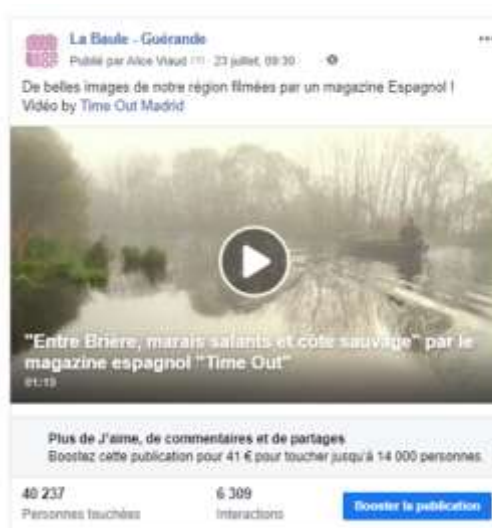 La Baule - Guérande
Publié par Alice Viaud · 23 juillet, 09:30
De belles images de notre région filmées par un magazine Espagnol !
Vidéo by Time Out Madrid
"Entre Brière, marais salants et côte sauvage" par le
magazine espagnol "Time Out"
01:19
Plus de J'aime, de commentaires et de partages
Boostez cette publication pour 41 € pour toucher jusqu'à 14 000 personnes.
40 237 6 309
Personnes touchées Interactions Booster la publication